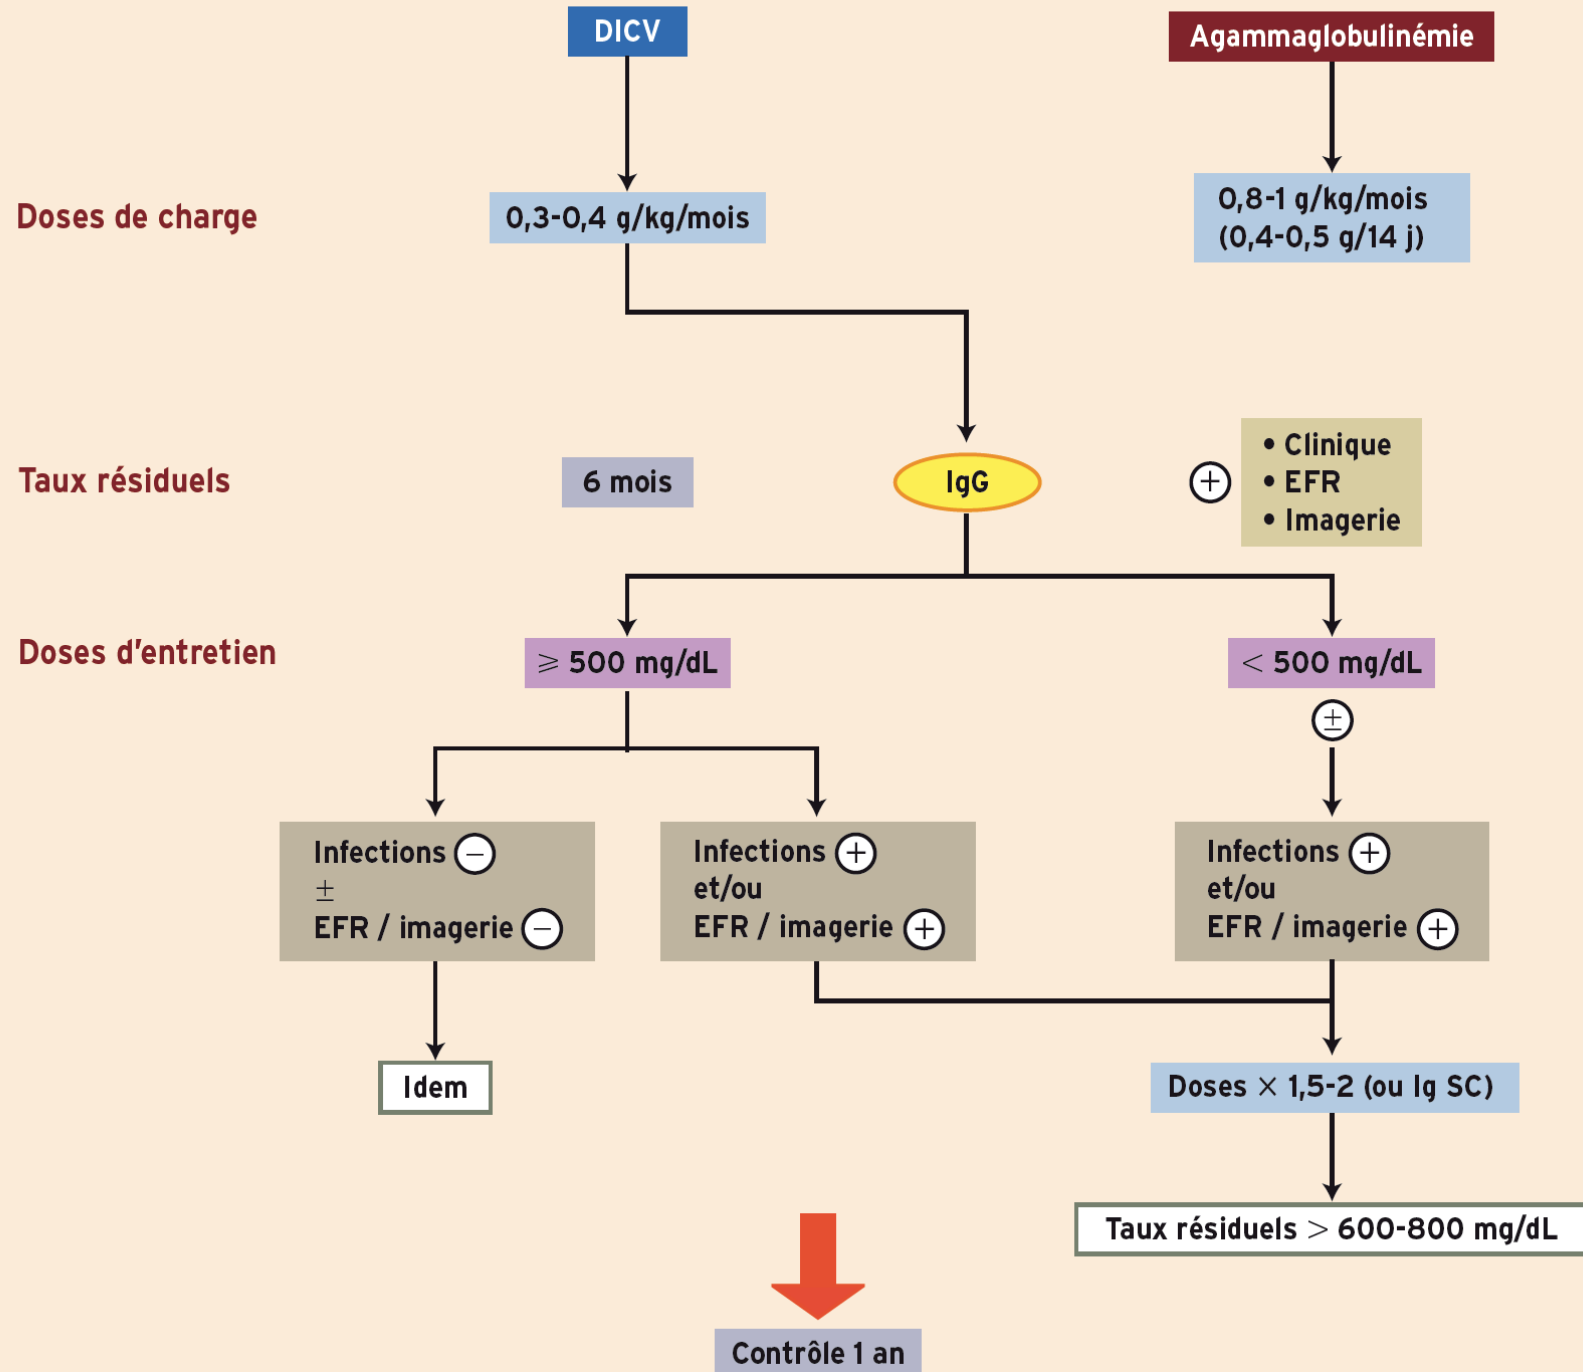 DICV
Agammaglobulinémie
Doses de charge
0,3-0,4 g/kg/mois
0,8-1 g/kg/mois
(0,4-0,5 g/14 j)
Taux résiduels
6 mois
IgG
+
• Clinique
• EFR
• Imagerie
Doses d'entretien
⩾ 500 mg/dL
< 500 mg/dL
±
Infections −
±
EFR / imagerie −
Infections +
et/ou
EFR / imagerie +
Infections +
et/ou
EFR / imagerie +
Idem
Doses × 1,5-2 (ou Ig SC)
Taux résiduels > 600-800 mg/dL
Contrôle 1 an